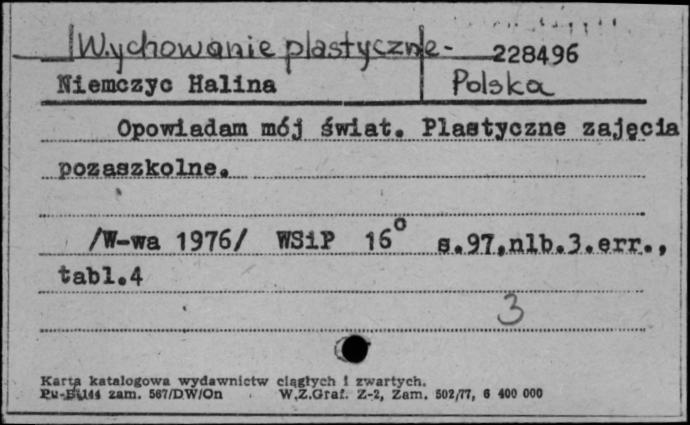 Wychowanie plastyczne - 228496
Niemczyc Halina Polska
Opowiadam mój świat. Plastyczne zajęcia
pozaszkolne.
/W-wa 1976/ WSiP 16° s.97,nlb.3.err.,
tabl.4
3
Karta katalogowa wydawnictw ciągłych i zwartych.
zam. 567/DW/On W.Z.Graf. Z-2, Zam. 502/77, 6 400 000